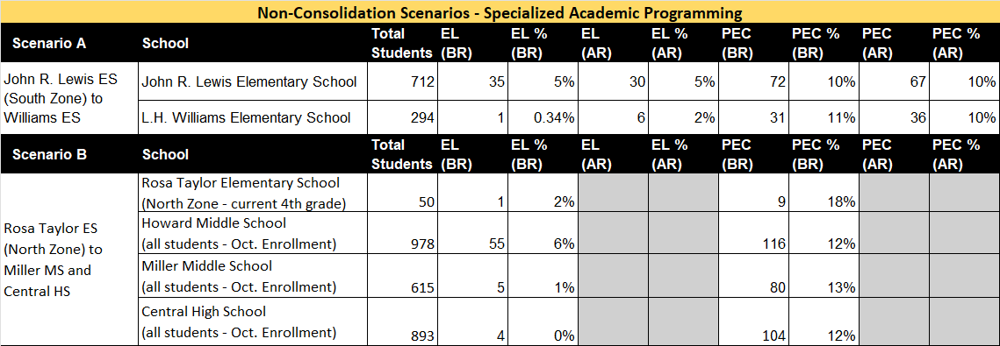 Non-Consolidation Scenarios - Specialized Academic Programming
Scenario A School Total Students EL (BR) EL % (BR) EL (AR) EL % (AR) PEC (BR) PEC % (BR) PEC (AR) PEC % (AR)
John R. Lewis ES (South Zone) to Williams ES
John R. Lewis Elementary School 712 35 5% 30 5% 72 10% 67 10%
L.H. Williams Elementary School 294 1 0.34% 6 2% 31 11% 36 10%
Scenario B School Total Students EL (BR) EL % (BR) EL (AR) EL % (AR) PEC (BR) PEC % (BR) PEC (AR) PEC % (AR)
Rosa Taylor ES (North Zone) to Miller MS and Central HS
Rosa Taylor Elementary School
(North Zone - current 4th grade) 50 1 2% 9 18%
Howard Middle School
(all students - Oct. Enrollment) 978 55 6% 116 12%
Miller Middle School
(all students - Oct. Enrollment) 615 5 1% 80 13%
Central High School
(all students - Oct. Enrollment) 893 4 0% 104 12%